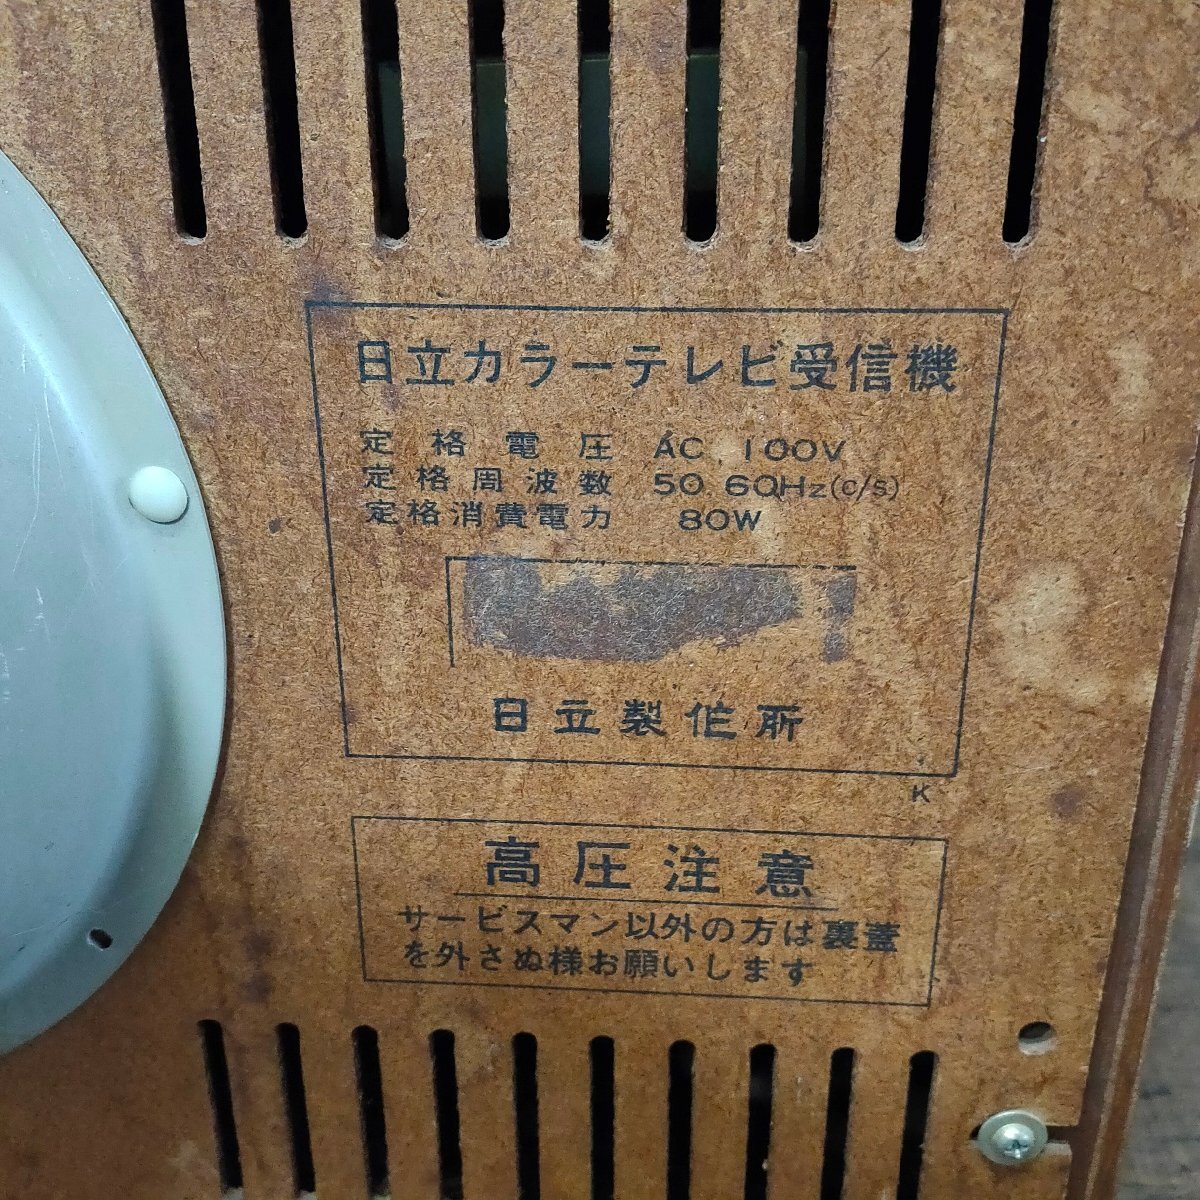 日立カラーテレビ受信機
定格電圧 AC 100V
定格周波数 50 60Hz(c/s)
定格消費電力 80W
日立製作所
K
高圧注意
サービスマン以外の方は裏蓋
を外さぬ様お願いします